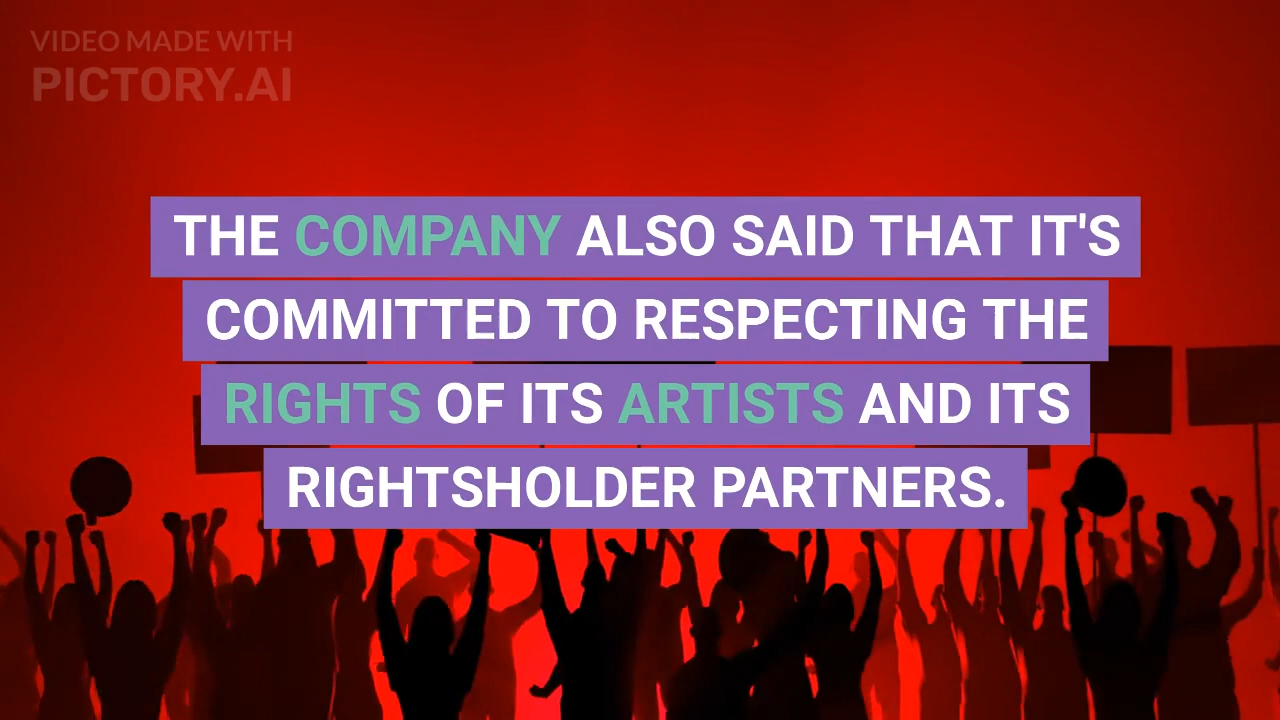 VIDEO MADE WITH
PICTORY.AI
THE COMPANY ALSO SAID THAT IT'S
COMMITTED TO RESPECTING THE
RIGHTS OF ITS ARTISTS AND ITS
RIGHTSHOLDER PARTNERS.